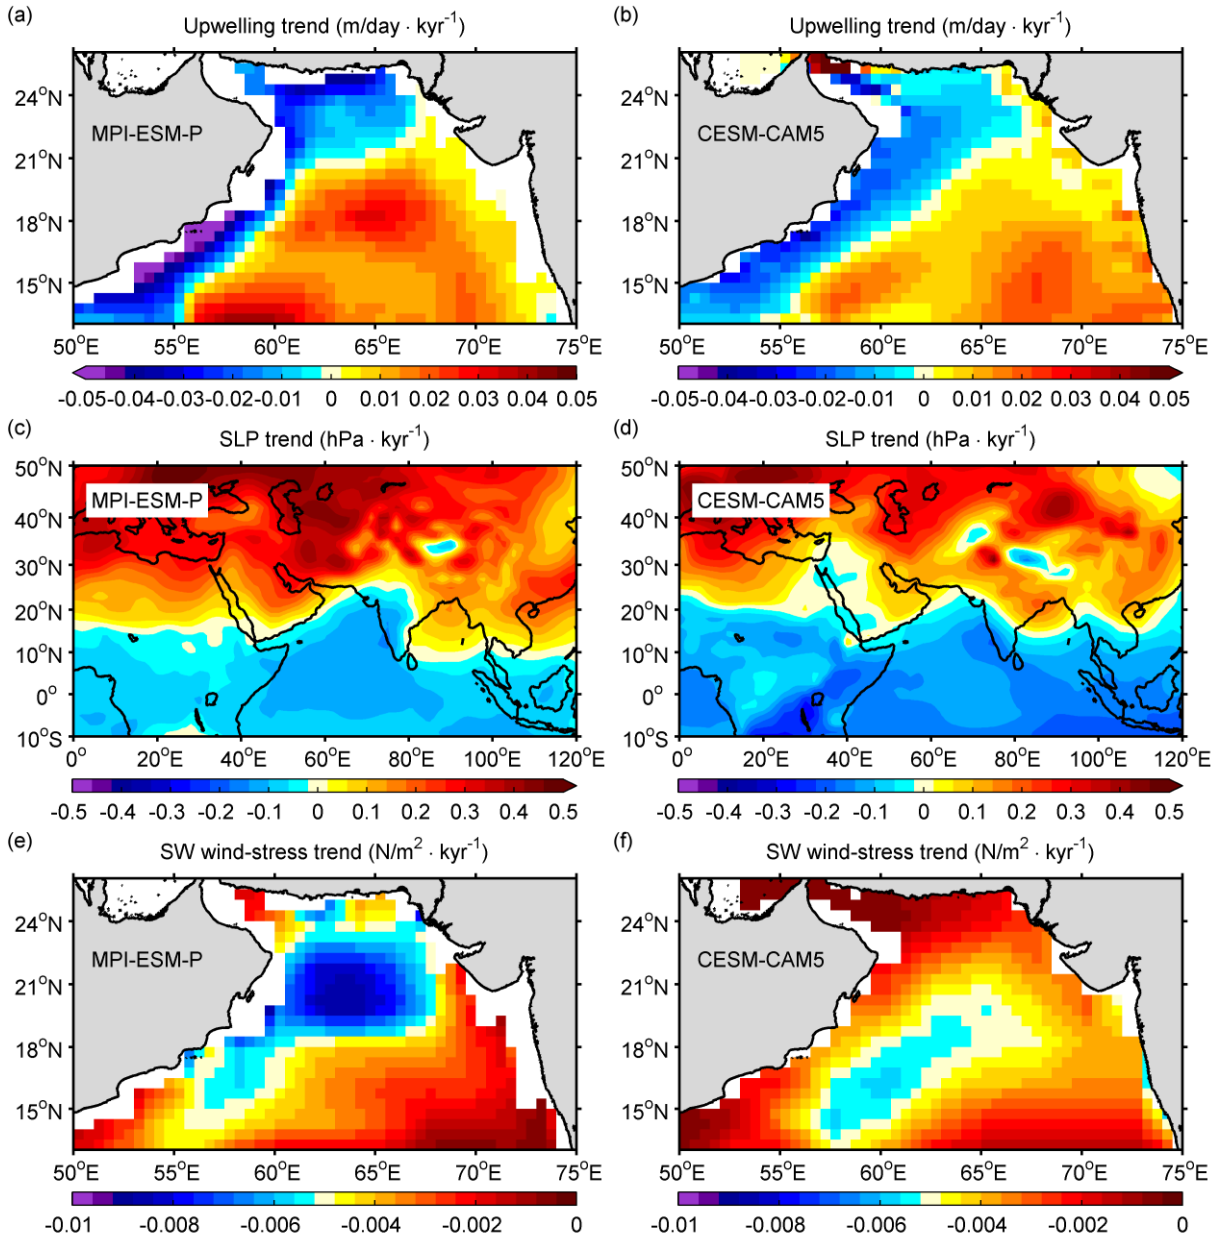 (a)
Upwelling trend (m/day · kyr⁻¹)
24°N
21°N
18°N
15°N
MPI-ESM-P
50°E 55°E 60°E 65°E 70°E 75°E
-0.05 -0.04 -0.03 -0.02 -0.01 0 0.01 0.02 0.03 0.04 0.05
(b)
Upwelling trend (m/day · kyr⁻¹)
24°N
21°N
18°N
15°N
CESM-CAM5
50°E 55°E 60°E 65°E 70°E 75°E
-0.05 -0.04 -0.03 -0.02 -0.01 0 0.01 0.02 0.03 0.04 0.05
(c)
SLP trend (hPa · kyr⁻¹)
50°N
40°N
30°N
20°N
10°N
0°
10°S
MPI-ESM-P
0 20°E 40°E 60°E 80°E 100°E 120°E
-0.5 -0.4 -0.3 -0.2 -0.1 0 0.1 0.2 0.3 0.4 0.5
(d)
SLP trend (hPa · kyr⁻¹)
50°N
40°N
30°N
20°N
10°N
0°
10°S
CESM-CAM5
0 20°E 40°E 60°E 80°E 100°E 120°E
-0.5 -0.4 -0.3 -0.2 -0.1 0 0.1 0.2 0.3 0.4 0.5
(e)
SW wind-stress trend (N/m² · kyr⁻¹)
24°N
21°N
18°N
15°N
MPI-ESM-P
50°E 55°E 60°E 65°E 70°E 75°E
-0.01 -0.008 -0.006 -0.004 -0.002 0
(f)
SW wind-stress trend (N/m² · kyr⁻¹)
24°N
21°N
18°N
15°N
CESM-CAM5
50°E 55°E 60°E 65°E 70°E 75°E
-0.01 -0.008 -0.006 -0.004 -0.002 0